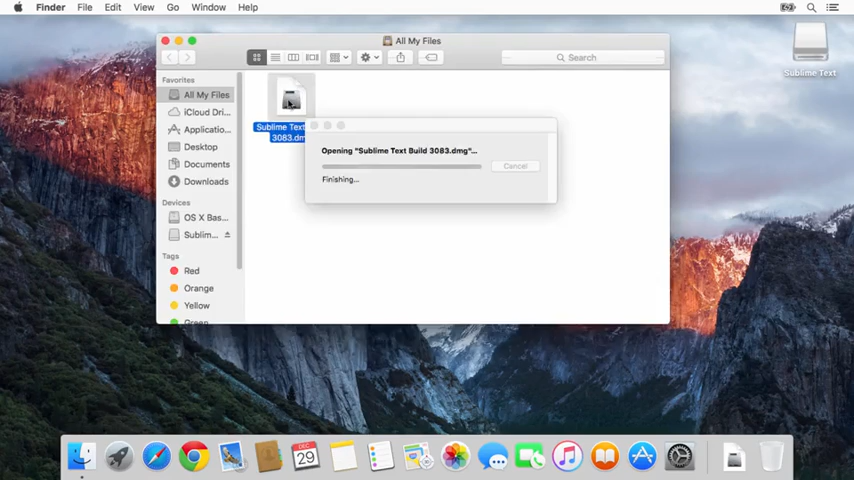 Finder File Edit View Go Window Help
All My Files
Search
Sublime Text
Favorites
All My Files
iCloud Dri...
Applicatio...
Desktop
Documents
Downloads
Devices
OS X Bas...
Sublim...
Tags
Red
Orange
Yellow
Green
Sublime Text
3083.dm
Opening "Sublime Text Build 3083.dmg"...
Cancel
Finishing...
DEC
29